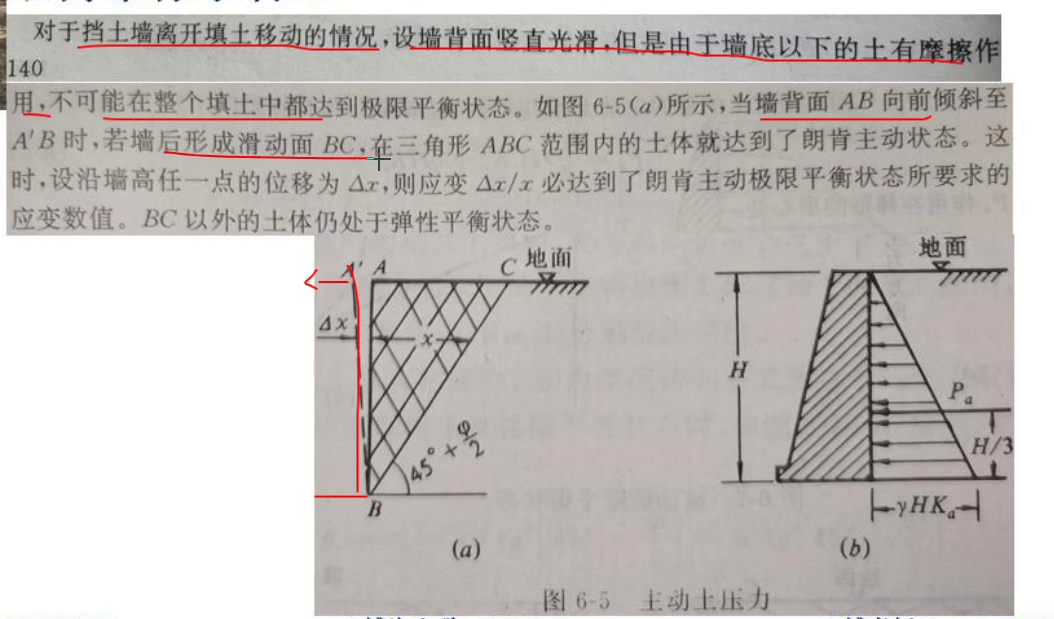 对于挡土墙离开填土移动的情况,设墙背面竖直光滑,但是由于墙底以下的土有摩擦作
140
用,不可能在整个填土中都达到极限平衡状态。如图 6-5(a)所示,当墙背面 AB 向前倾斜至
A′B 时,若墙后形成滑动面 BC,在三角形 ABC 范围内的土体就达到了朗肯主动状态。这
时,设沿墙高任一点的位移为 Δx,则应变 Δx/x 必达到了朗肯主动极限平衡状态所要求的
应变数值。BC 以外的土体仍处于弹性平衡状态。
A′ A C 地面
Δx
x
45° + φ/2
B
(a)
地面
H
Pa
H/3
γHKa
(b)
图 6-5 主动土压力